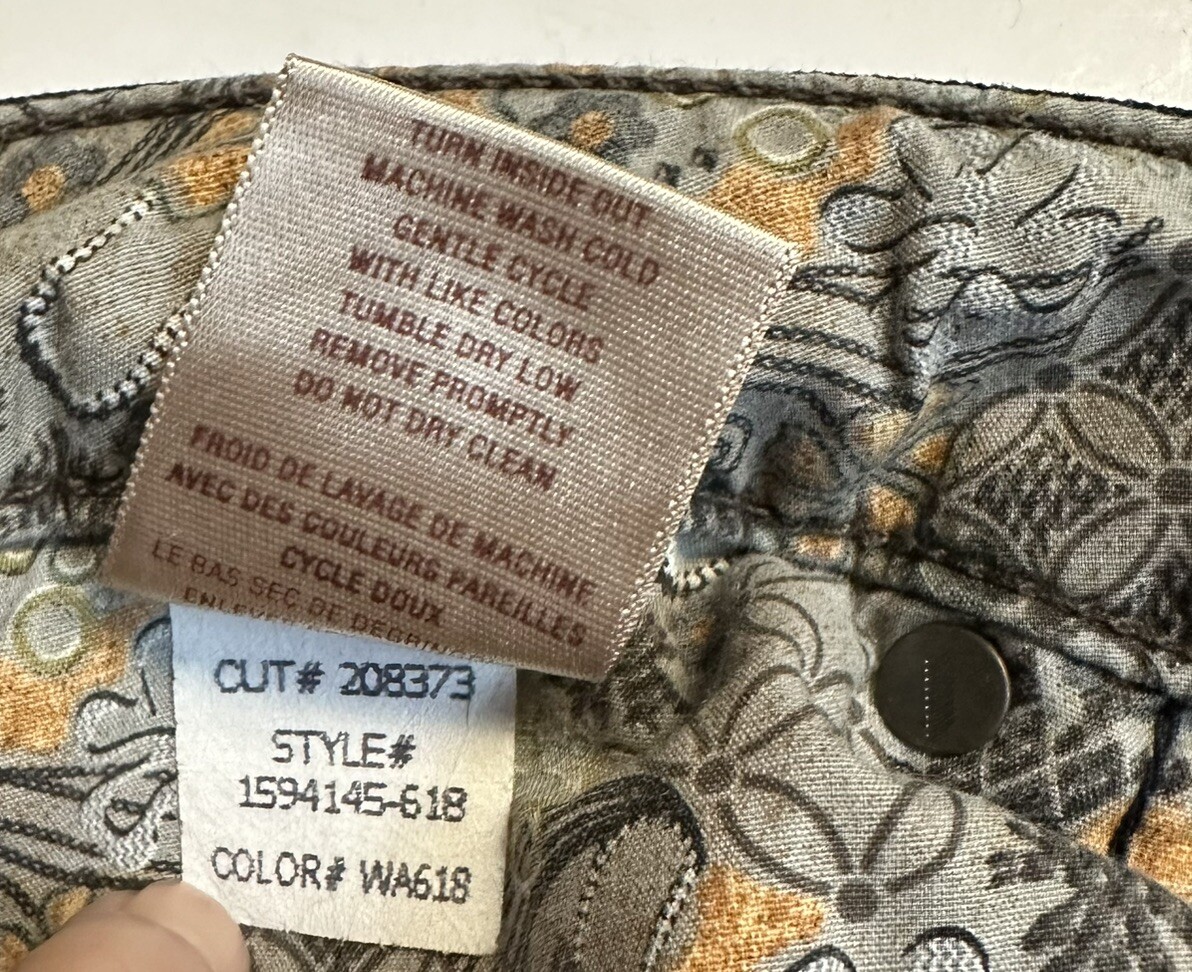 TURN INSIDE OUT
MACHINE WASH COLD
GENTLE CYCLE
WITH LIKE COLORS
TUMBLE DRY LOW
REMOVE PROMPTLY
DO NOT DRY CLEAN
FROID DE LAVAGE DE MACHINE
AVEC DES COULEURS PAREILLES
CYCLE DOUX
LE BAS SEC DE
CUT# 208373
STYLE#
1594145-618
COLOR# WA618